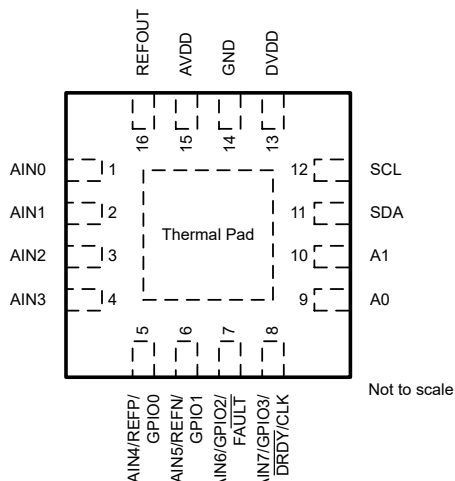 REFOUT
AVDD
GND
DVDD
16
15
14
13
AIN0
1
12
SCL
AIN1
2
11
SDA
Thermal Pad
AIN2
3
10
A1
AIN3
4
9
A0
5
6
7
8
Not to scale
AIN4/REFP/
GPIO0
AIN5/REFN/
GPIO1
AIN6/GPIO2/
FAULT
AIN7/GPIO3/
DRDY/CLK